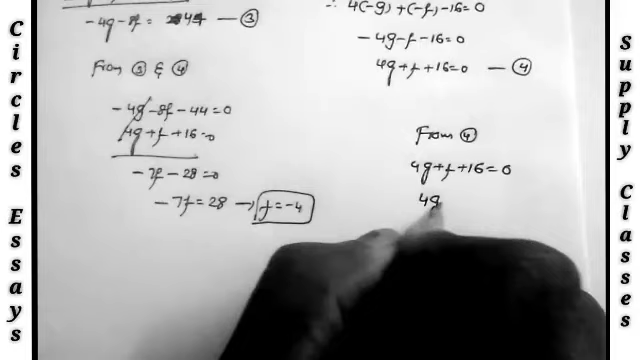 Circles Essays
-4g-8f = 44 — ③
From ③ & ④
-4g-8f-44=0
4g+f+16=0
-7f-28=0
-7f=28 → f=-4
∴ 4(-g)+(-f)-16=0
-4g-f-16=0
4g+f+16=0 — ④
From ④
4g+f+16=0
4g
Supply Classes